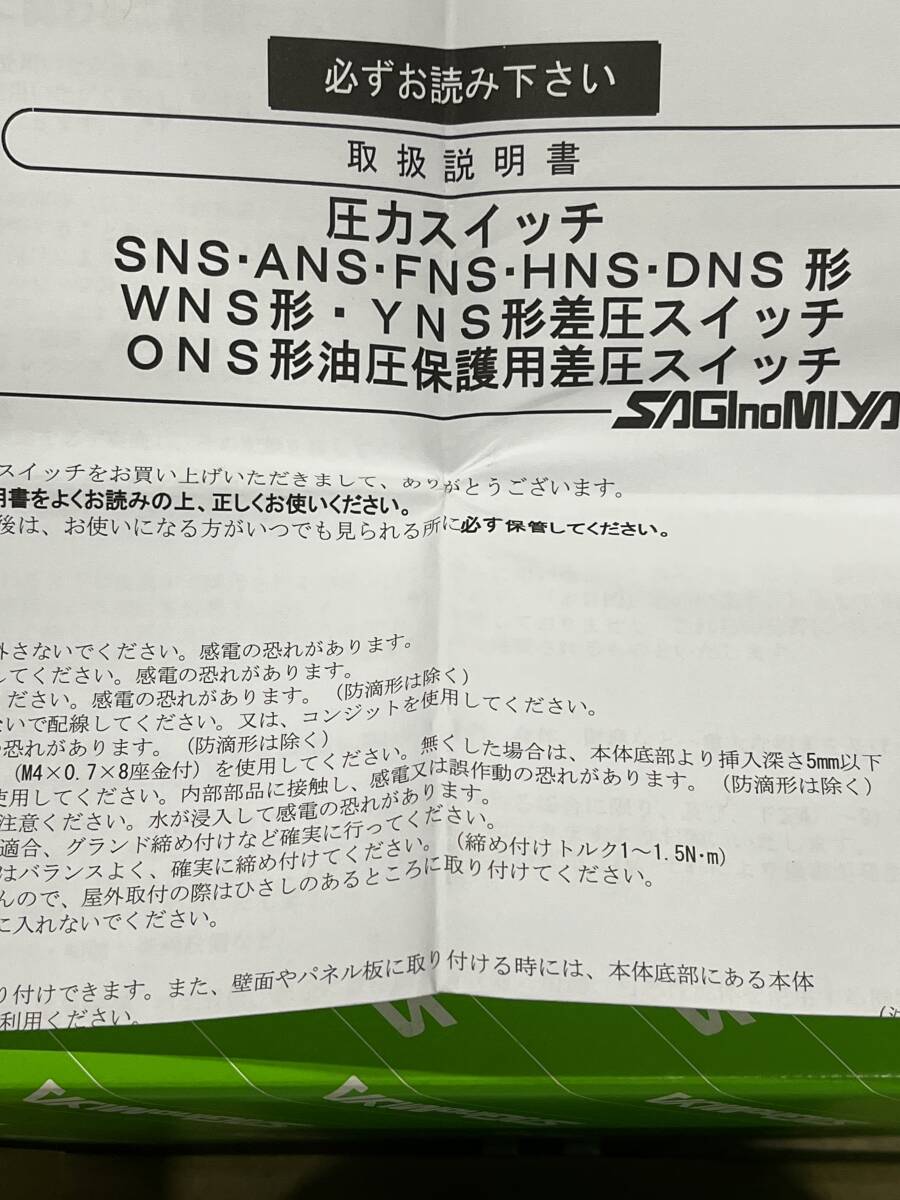 必ずお読み下さい
取扱説明書
圧力スイッチ
SNS･ANS･FNS･HNS･DNS 形
WNS形・YNS形差圧スイッチ
ONS形油圧保護用差圧スイッチ
SAGInoMIYA
スイッチをお買い上げいただきまして、ありがとうございます。
明書をよくお読みの上、正しくお使いください。
後は、お使いになる方がいつでも見られる所に必ず保管してください。
外さないでください。感電の恐れがあります。
してください。感電の恐れがあります。
ください。感電の恐れがあります。(防滴形は除く)
ないで配線してください。又は、コンジットを使用してください。
の恐れがあります。(防滴形は除く)
(M4×0.7×8座金付) を使用してください。無くした場合は、本体底部より挿入深さ5mm以下
使用してください。内部部品に接触し、感電又は誤作動の恐れがあります。(防滴形は除く)
注意ください。水が浸入して感電の恐れがあります。
適合、グランド締め付けなど確実に行ってください。
はバランスよく、確実に締め付けてください。(締め付けトルク1～1.5N･m)
んので、屋外取付の際はひさしのあるところに取り付けてください。
に入れないでください。
り付けできます。また、壁面やパネル板に取り付ける時には、本体底部にある本体
利用ください。